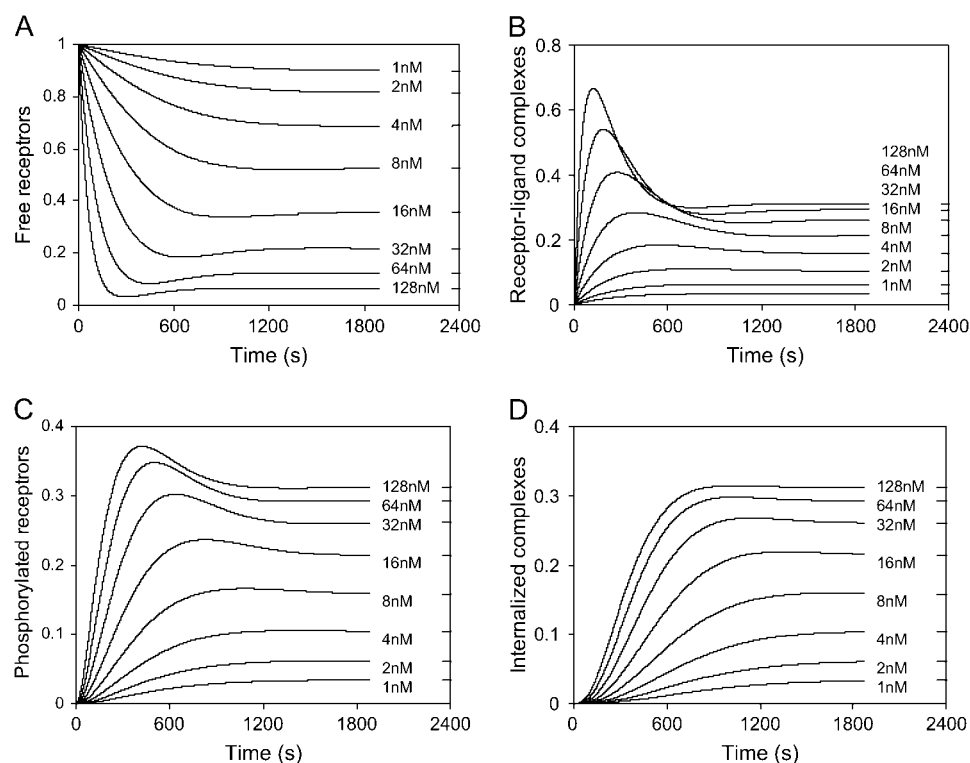 A
Free receptrors
1
0.8
0.6
0.4
0.2
0
1nM
2nM
4nM
8nM
16nM
32nM
64nM
128nM
0 600 1200 1800 2400
Time (s)
B
Receptor-ligand complexes
0.8
0.6
0.4
0.2
0
128nM
64nM
32nM
16nM
8nM
4nM
2nM
1nM
0 600 1200 1800 2400
Time (s)
C
Phosphorylated receptrors
0.4
0.3
0.2
0.1
0
128nM
64nM
32nM
16nM
8nM
4nM
2nM
1nM
0 600 1200 1800 2400
Time (s)
D
Internalized complexes
0.4
0.3
0.2
0.1
0
128nM
64nM
32nM
16nM
8nM
4nM
2nM
1nM
0 600 1200 1800 2400
Time (s)